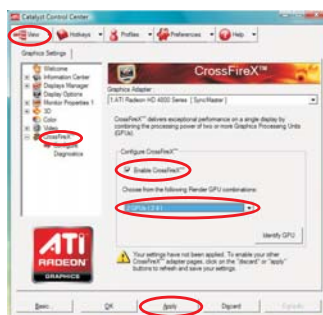 Catalyst Control Center
View
Hotkeys
Profiles
Preferences
Help
Graphics Settings
Welcome
Information Center
Displays Manager
Display Options
Monitor Properties 1
3D
Color
Video
CrossFireX
Configure
Diagnostics
ATI
RADEON
GRAPHICS
CrossFireX™
Graphics Adapter
1.ATI Radeon HD 4800 Series [ SyncMaster ]
CrossFireX™ delivers exceptional performance on a single display by
combining the processing power of two or more Graphics Processing Units
(GPUs).
Configure CrossFireX™
Enable CrossFireX™
Choose from the following Render GPU combinations:
2 GPUs
Identify GPU
Your settings have not been applied. To enable your other
CrossFireX™ adapter pages, click on the "discard" or "apply"
buttons to refresh and save your settings.
Basic...
OK
Apply
Discard
Defaults